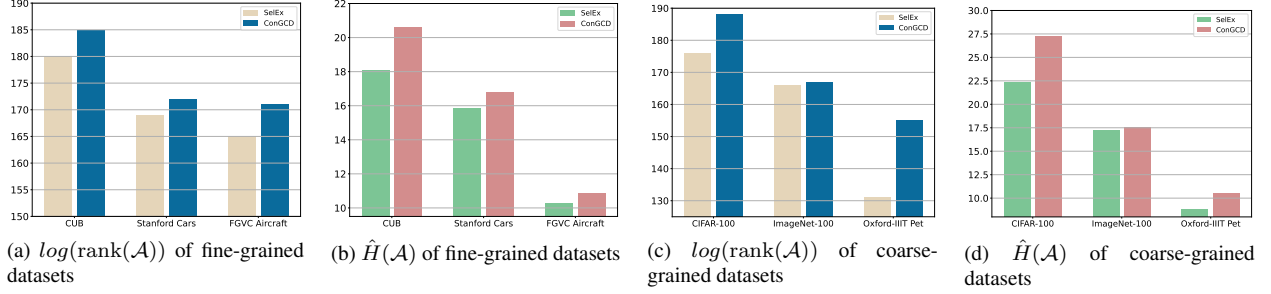 190
185
180
175
170
165
160
155
150
SelEx
ConGCD
CUB
Stanford Cars
FGVC Aircraft
(a) log(rank(𝒜)) of fine-grained
datasets
22
20
18
16
14
12
10
SelEx
ConGCD
CUB
Stanford Cars
FGVC Aircraft
(b) Ĥ(𝒜) of fine-grained datasets
190
180
170
160
150
140
130
SelEx
ConGCD
CIFAR-100
ImageNet-100
Oxford-IIIT Pet
(c) log(rank(𝒜)) of coarse-
grained datasets
30.0
27.5
25.0
22.5
20.0
17.5
15.0
12.5
10.0
SelEx
ConGCD
CIFAR-100
ImageNet-100
Oxford-IIIT Pet
(d) Ĥ(𝒜) of coarse-grained
datasets